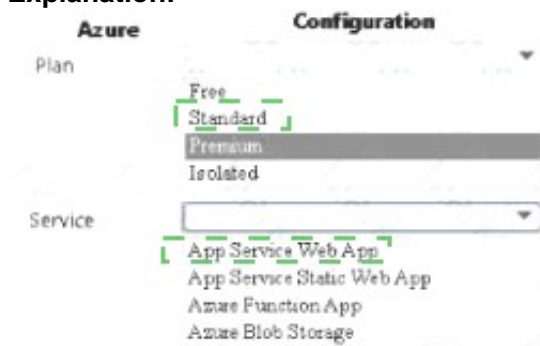 Explanation:
Azure Configuration
Plan
Free
Standard
Premium
Isolated
Service
App Service Web App
App Service Static Web App
Azure Function App
Azure Blob Storage